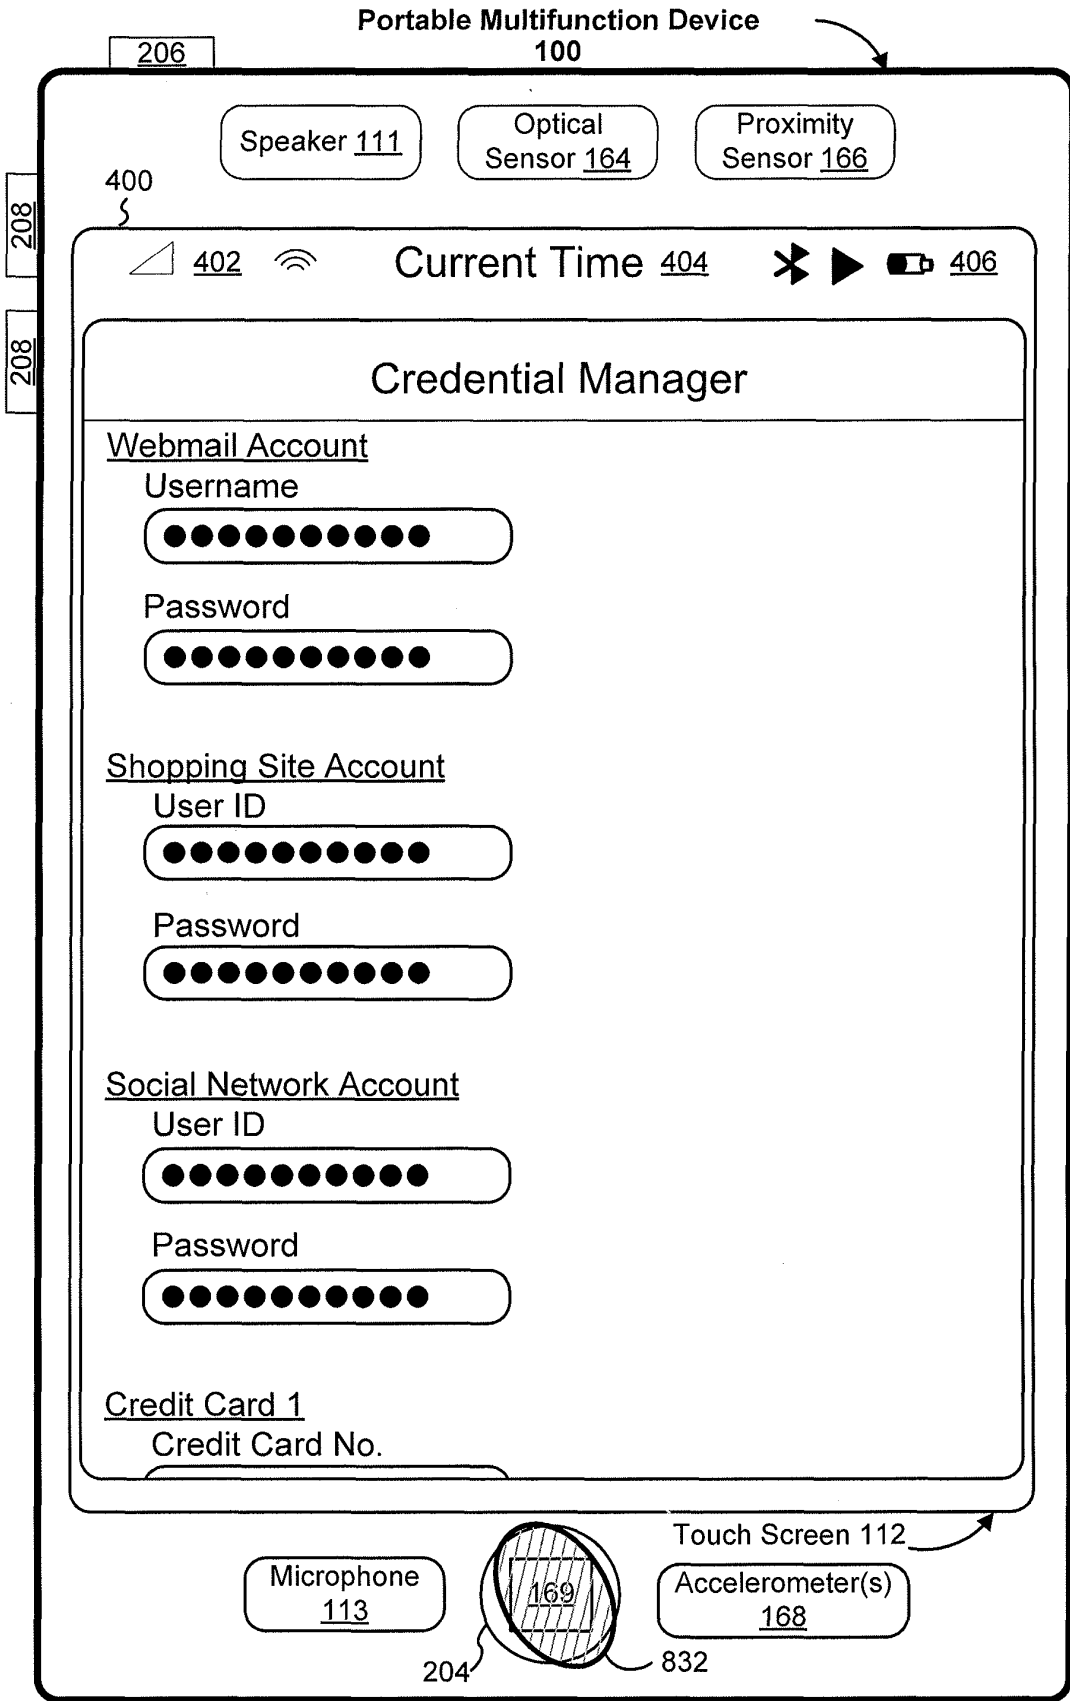 Portable Multifunction Device
100
206
Speaker 111
Optical
Sensor 164
Proximity
Sensor 166
208
400
402
Current Time 404
406
208
Credential Manager
Webmail Account
Username
Password
Shopping Site Account
User ID
Password
Social Network Account
User ID
Password
Credit Card 1
Credit Card No.
Touch Screen 112
Microphone
113
169
Accelerometer(s)
168
204
832